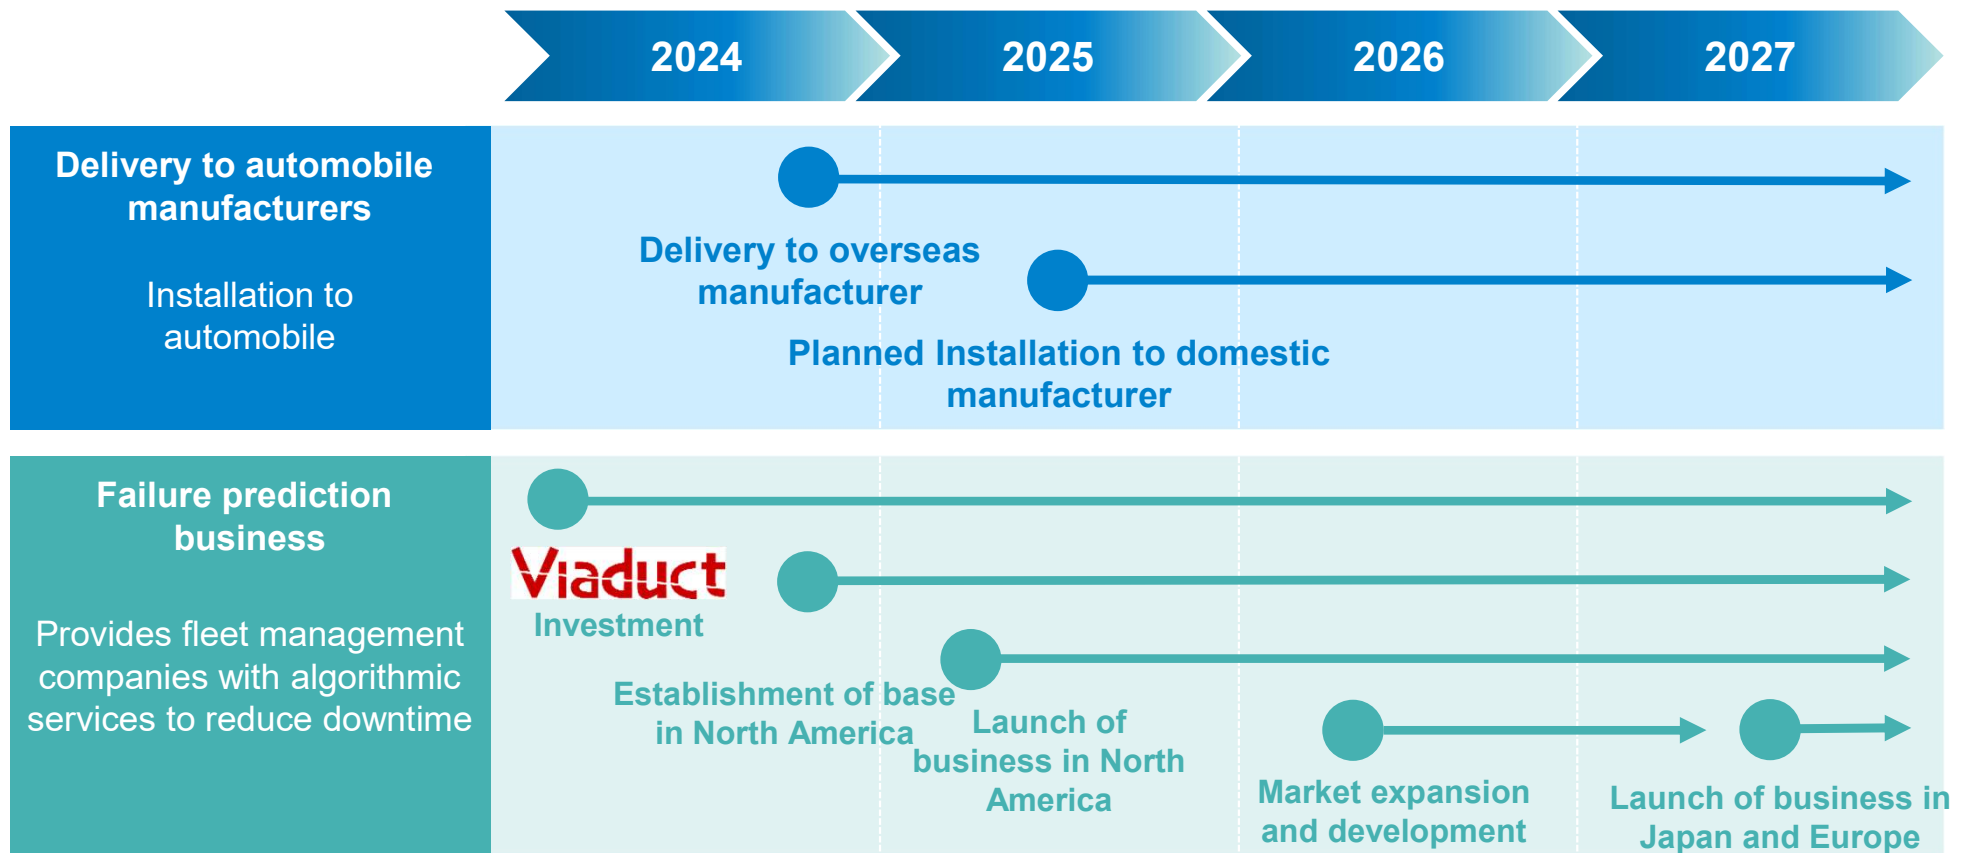 2024
2025
2026
2027
Delivery to automobile
manufacturers
Installation to
automobile
Delivery to overseas
manufacturer
Planned Installation to domestic
manufacturer
Failure prediction
business
Provides fleet management
companies with algorithmic
services to reduce downtime
Viaduct
Investment
Establishment of base
in North America
Launch of
business in North
America
Market expansion
and development
Launch of business in
Japan and Europe